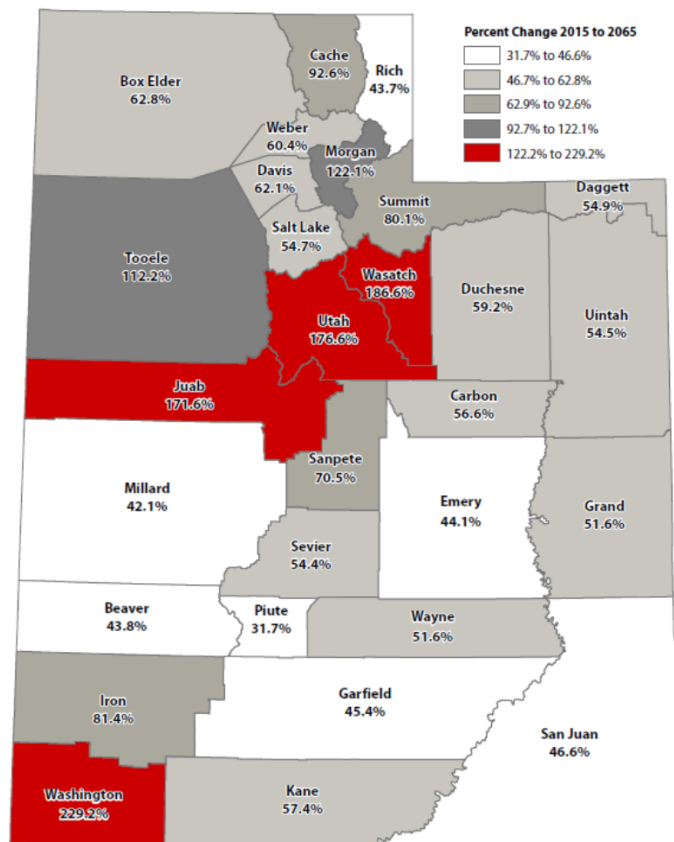 Percent Change 2015 to 2065
31.7% to 46.6%
46.7% to 62.8%
62.9% to 92.6%
92.7% to 122.1%
122.2% to 229.2%
Cache
92.6%
Rich
43.7%
Box Elder
62.8%
Weber
60.4%
Morgan
122.1%
Davis
62.1%
Daggett
54.9%
Summit
80.1%
Salt Lake
54.7%
Tooele
112.2%
Wasatch
186.6%
Duchesne
59.2%
Uintah
54.5%
Utah
176.6%
Juab
171.6%
Carbon
56.6%
Sanpete
70.5%
Millard
42.1%
Emery
44.1%
Grand
51.6%
Sevier
54.4%
Beaver
43.8%
Piute
31.7%
Wayne
51.6%
Iron
81.4%
Garfield
45.4%
San Juan
46.6%
Washington
229.2%
Kane
57.4%